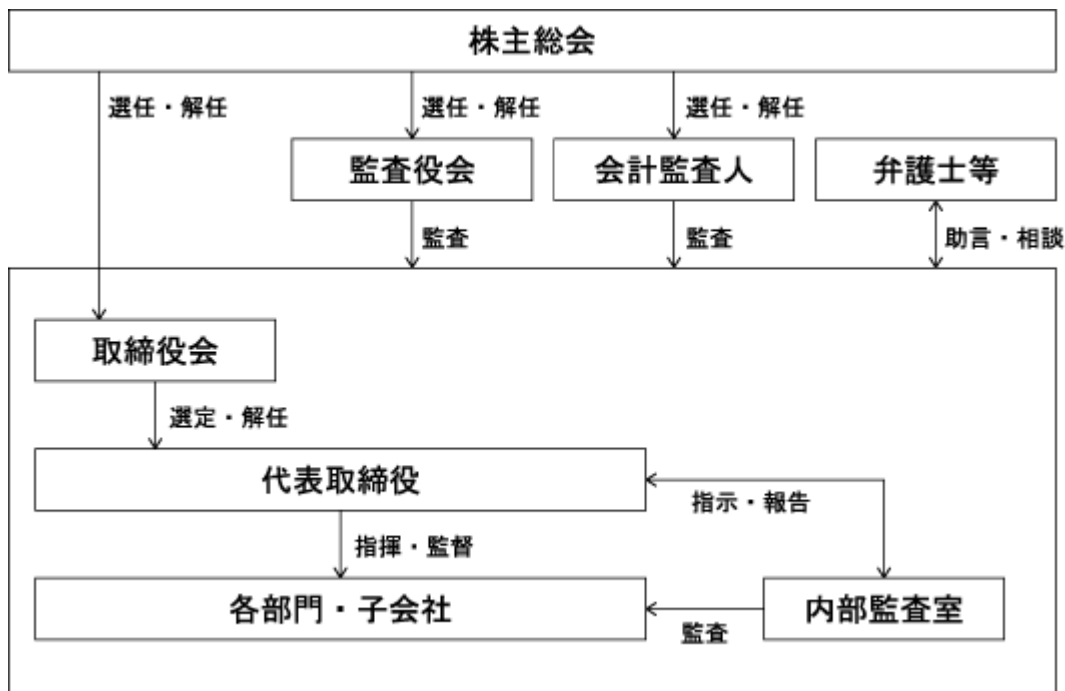 株主総会
選任・解任
選任・解任
選任・解任
監査役会
会計監査人
弁護士等
監査
監査
助言・相談
取締役会
選定・解任
代表取締役
指示・報告
指揮・監督
各部門・子会社
内部監査室
監査